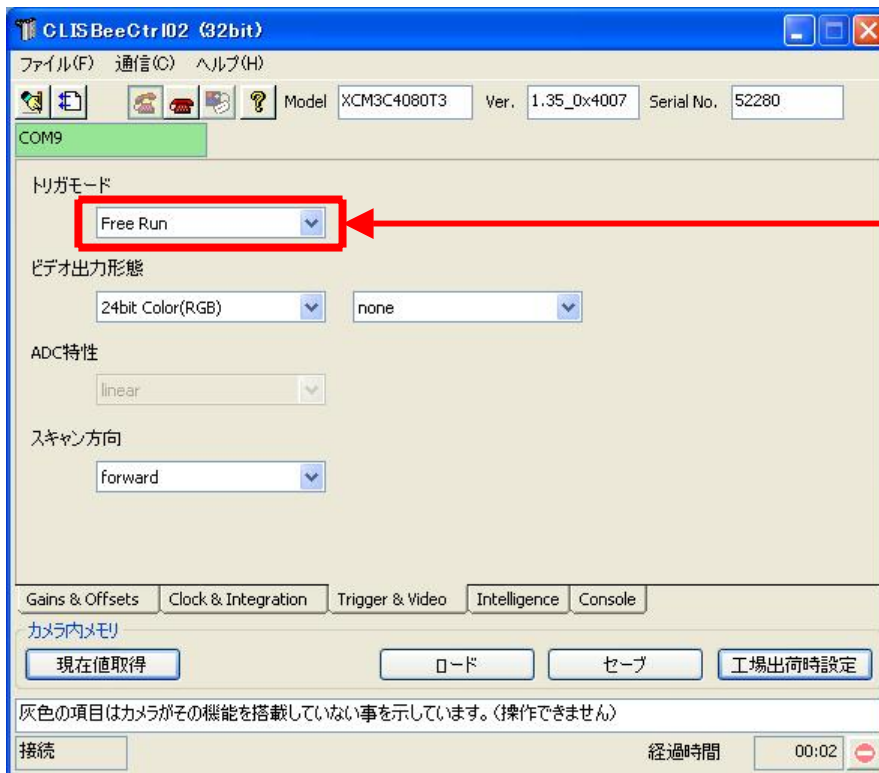 CLISBeeCtrl02 (32bit)
ファイル(F) 通信(C) ヘルプ(H)
Model XCM3C4080T3 Ver. 1.35_0x4007 Serial No. 52280
COM9
トリガモード
Free Run
ビデオ出力形態
24bit Color(RGB) none
ADC特性
linear
スキャン方向
forward
Gains & Offsets Clock & Integration Trigger & Video Intelligence Console
カメラ内メモリ
現在値取得 ロード セーブ 工場出荷時設定
灰色の項目はカメラがその機能を搭載していない事を示しています。(操作できません)
接続 経過時間 00:02